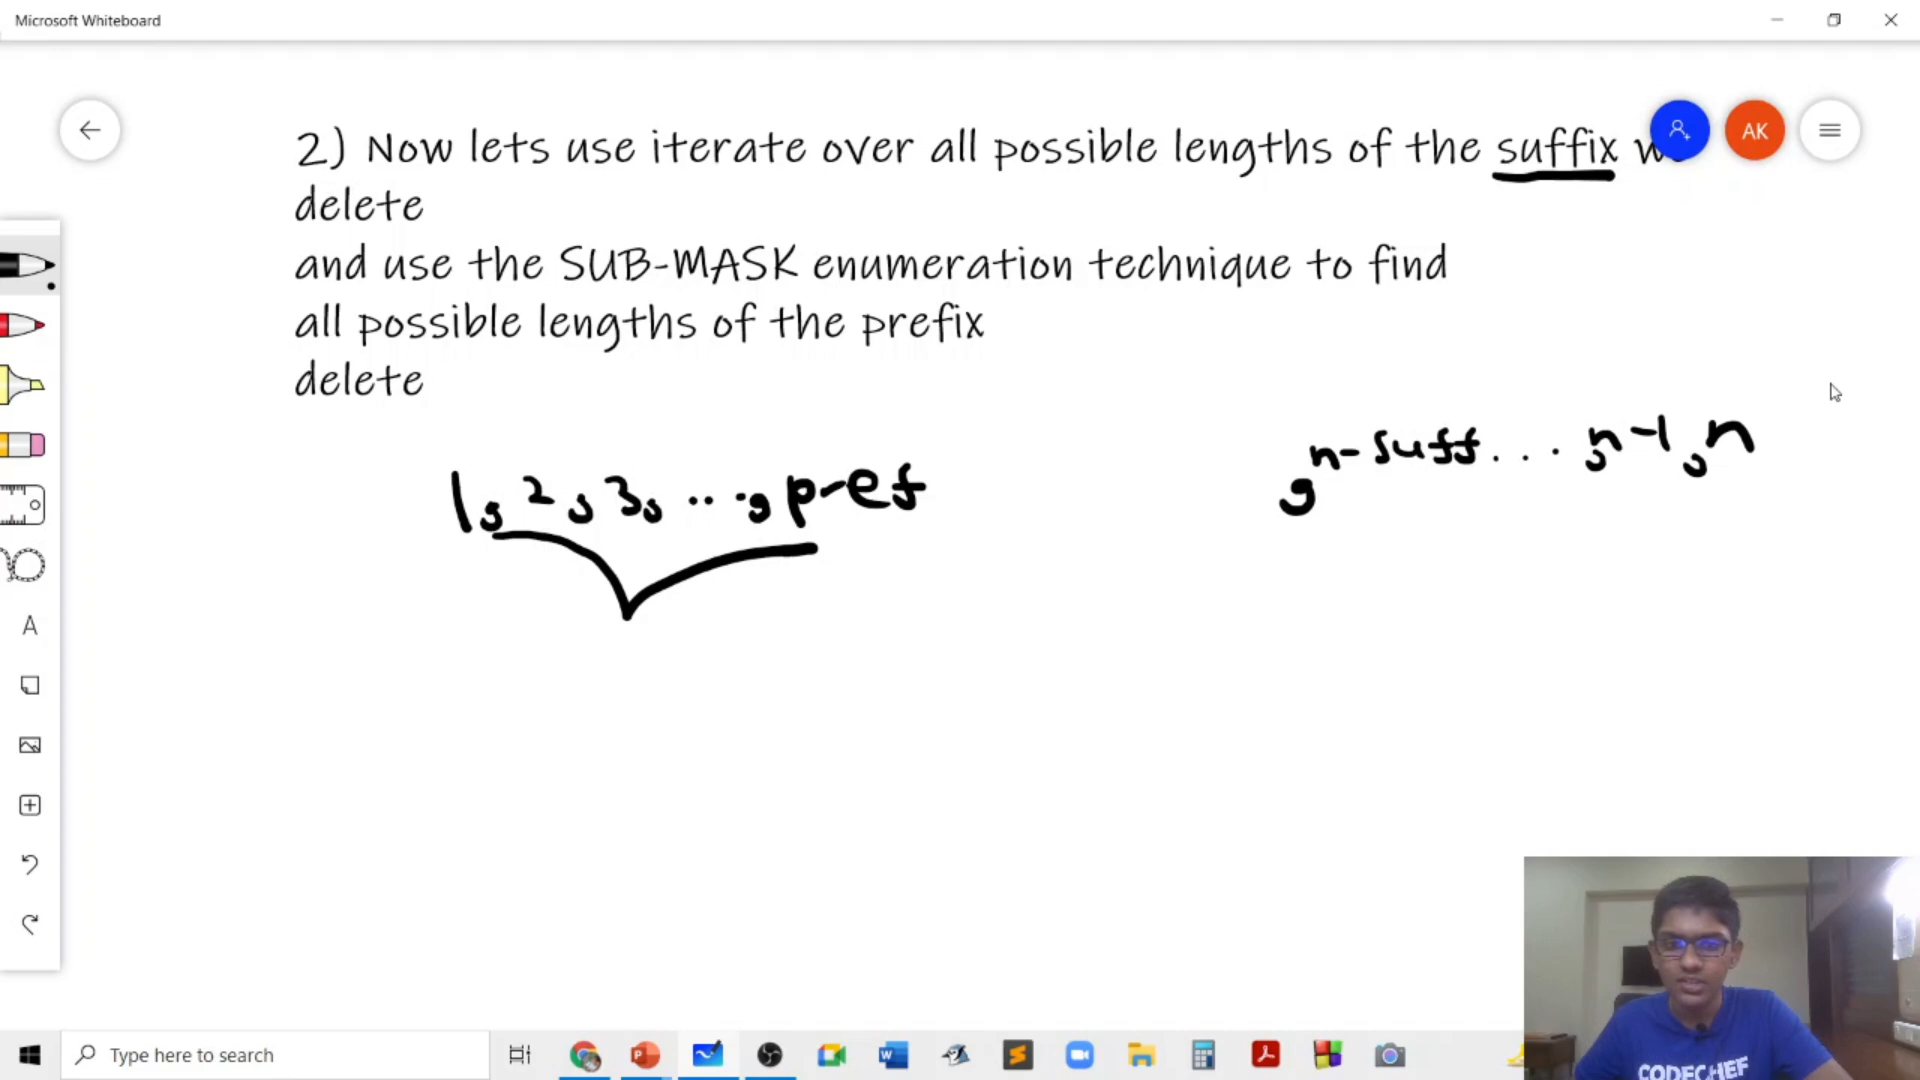 Microsoft Whiteboard
2) Now lets use iterate over all possible lengths of the suffix
AK
delete
and use the SUB-MASK enumeration technique to find
all possible lengths of the prefix
delete
1, 2, 3, ..., pref
, n-suff... , n-1, n
A
Type here to search
CODECHEF